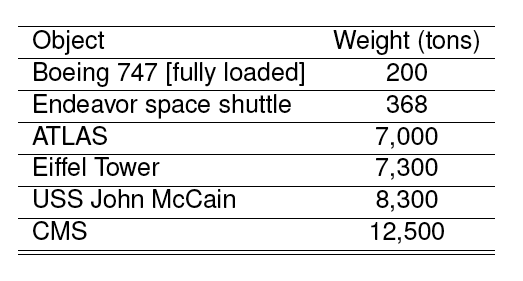 Object Weight (tons)
Boeing 747 [fully loaded] 200
Endeavor space shuttle 368
ATLAS 7,000
Eiffel Tower 7,300
USS John McCain 8,300
CMS 12,500